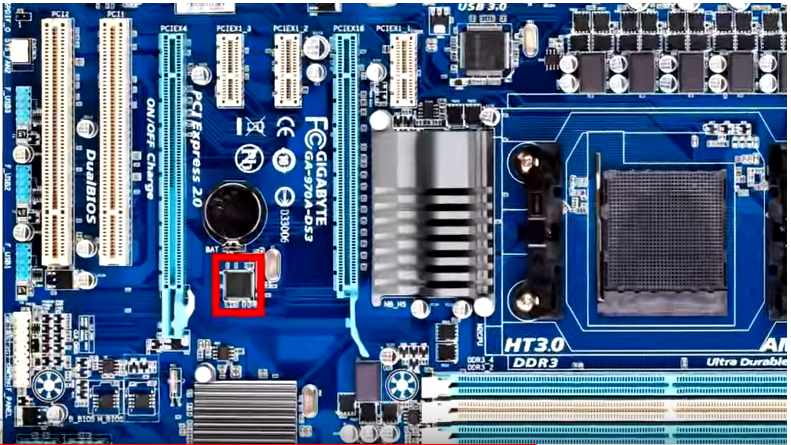 USB 3.0
PCI2
PCI1
PCIEX4
PCIEX1_3
PCIEX1_2
PCIEX16
PCIEX1_1
F_USB3
F_USB2
F_USB1
ON/OFF Charge
DualBIOS
PCI Express 2.0
CE
FC GIGABYTE
GA-970A-DS3
D33006
BAT
NB_HS
HT3.0
AM
DDR3
Ultra Durable
DDR3_4
DDR3_2
B_BIOS M_BIOS